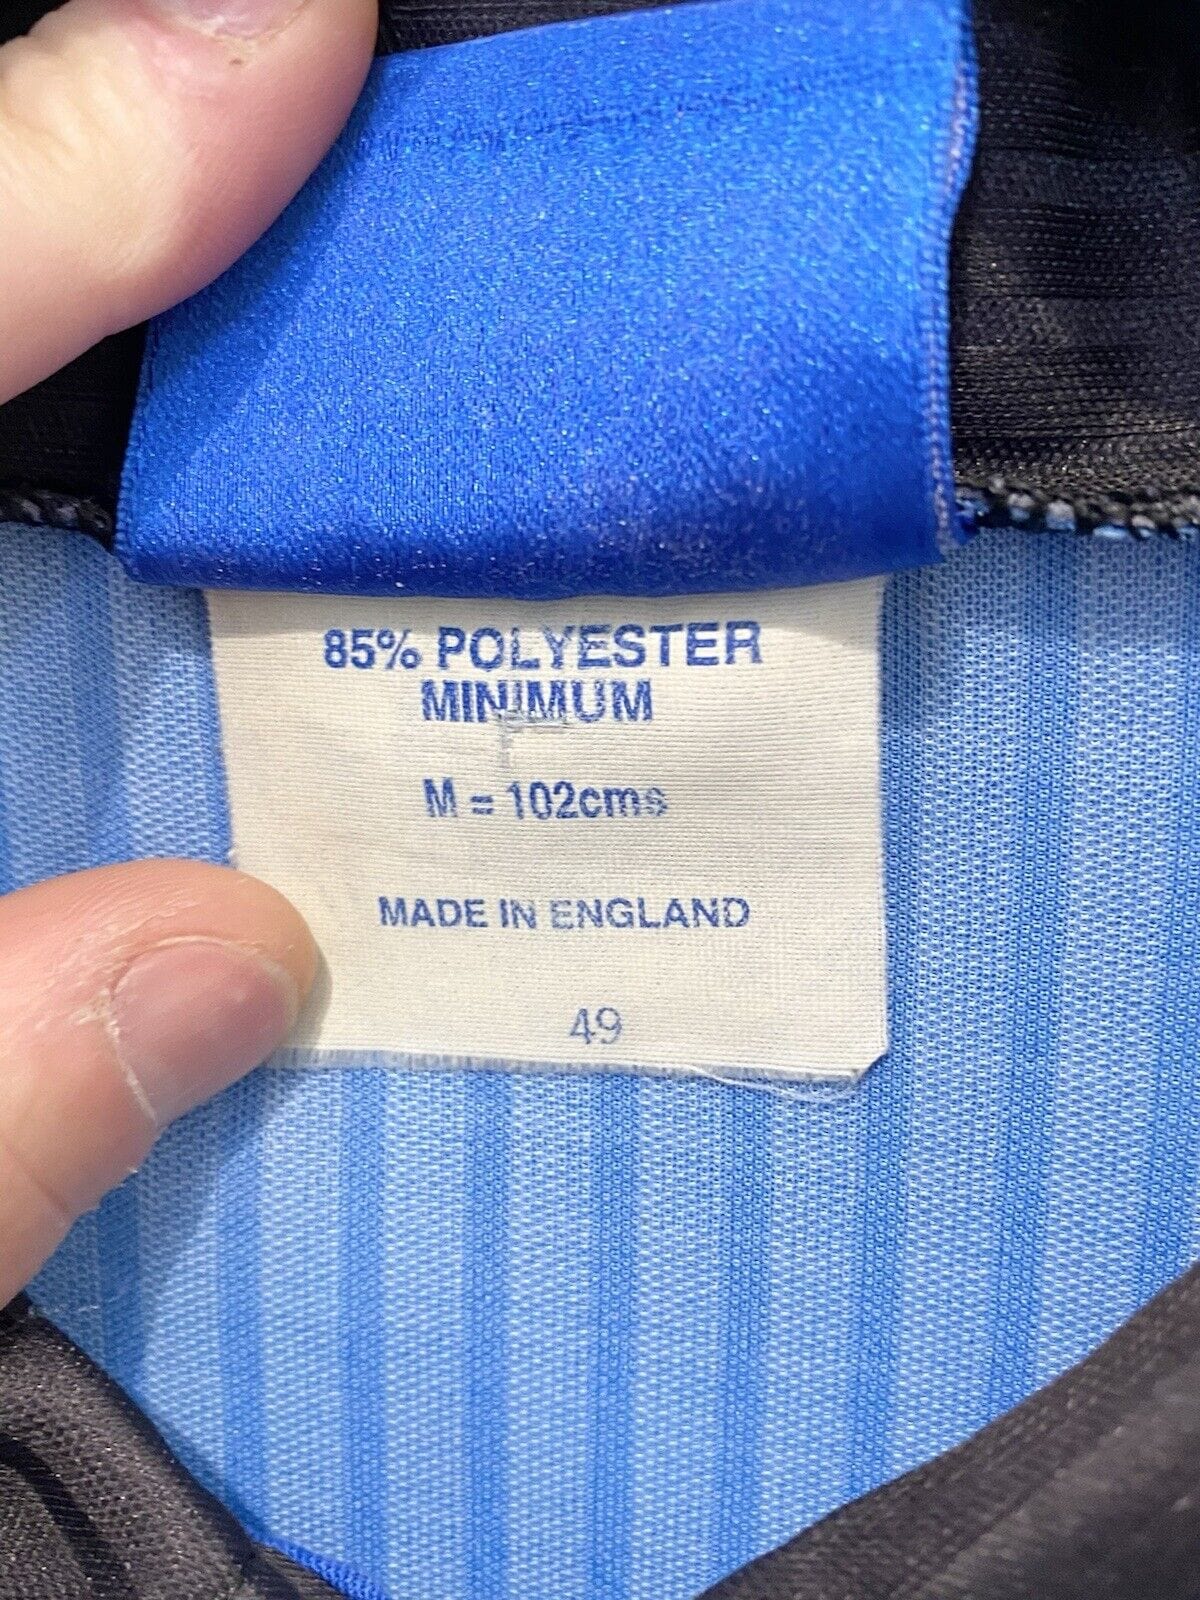 85% POLYESTER
MINIMUM
M = 102cms
MADE IN ENGLAND
49